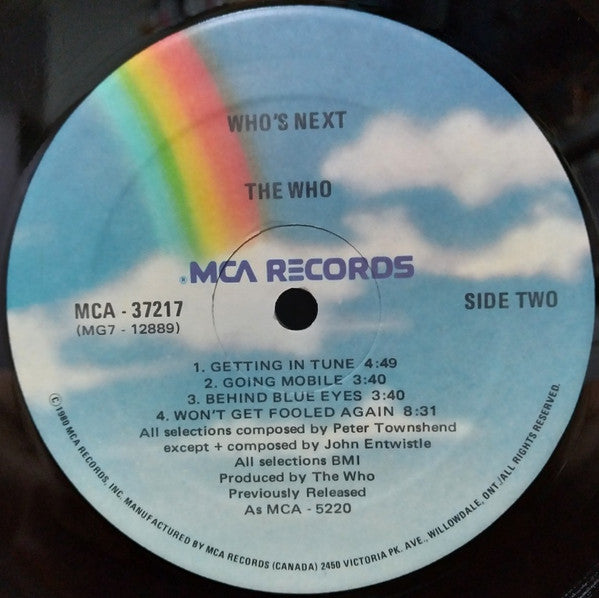 WHO'S NEXT
THE WHO
®MCA RECORDS
MCA - 37217
(MG7 - 12889)
SIDE TWO
1. GETTING IN TUNE 4:49
2. GOING MOBILE 3:40
3. BEHIND BLUE EYES 3:40
4. WON'T GET FOOLED AGAIN 8:31
All selections composed by Peter Townshend
except + composed by John Entwistle
All selections BMI
Produced by The Who
Previously Released
As MCA - 5220
©1980 MCA RECORDS, INC. MANUFACTURED BY MCA RECORDS (CANADA) 2450 VICTORIA PK. AVE., WILLOWDALE, ONT./ALL RIGHTS RESERVED.